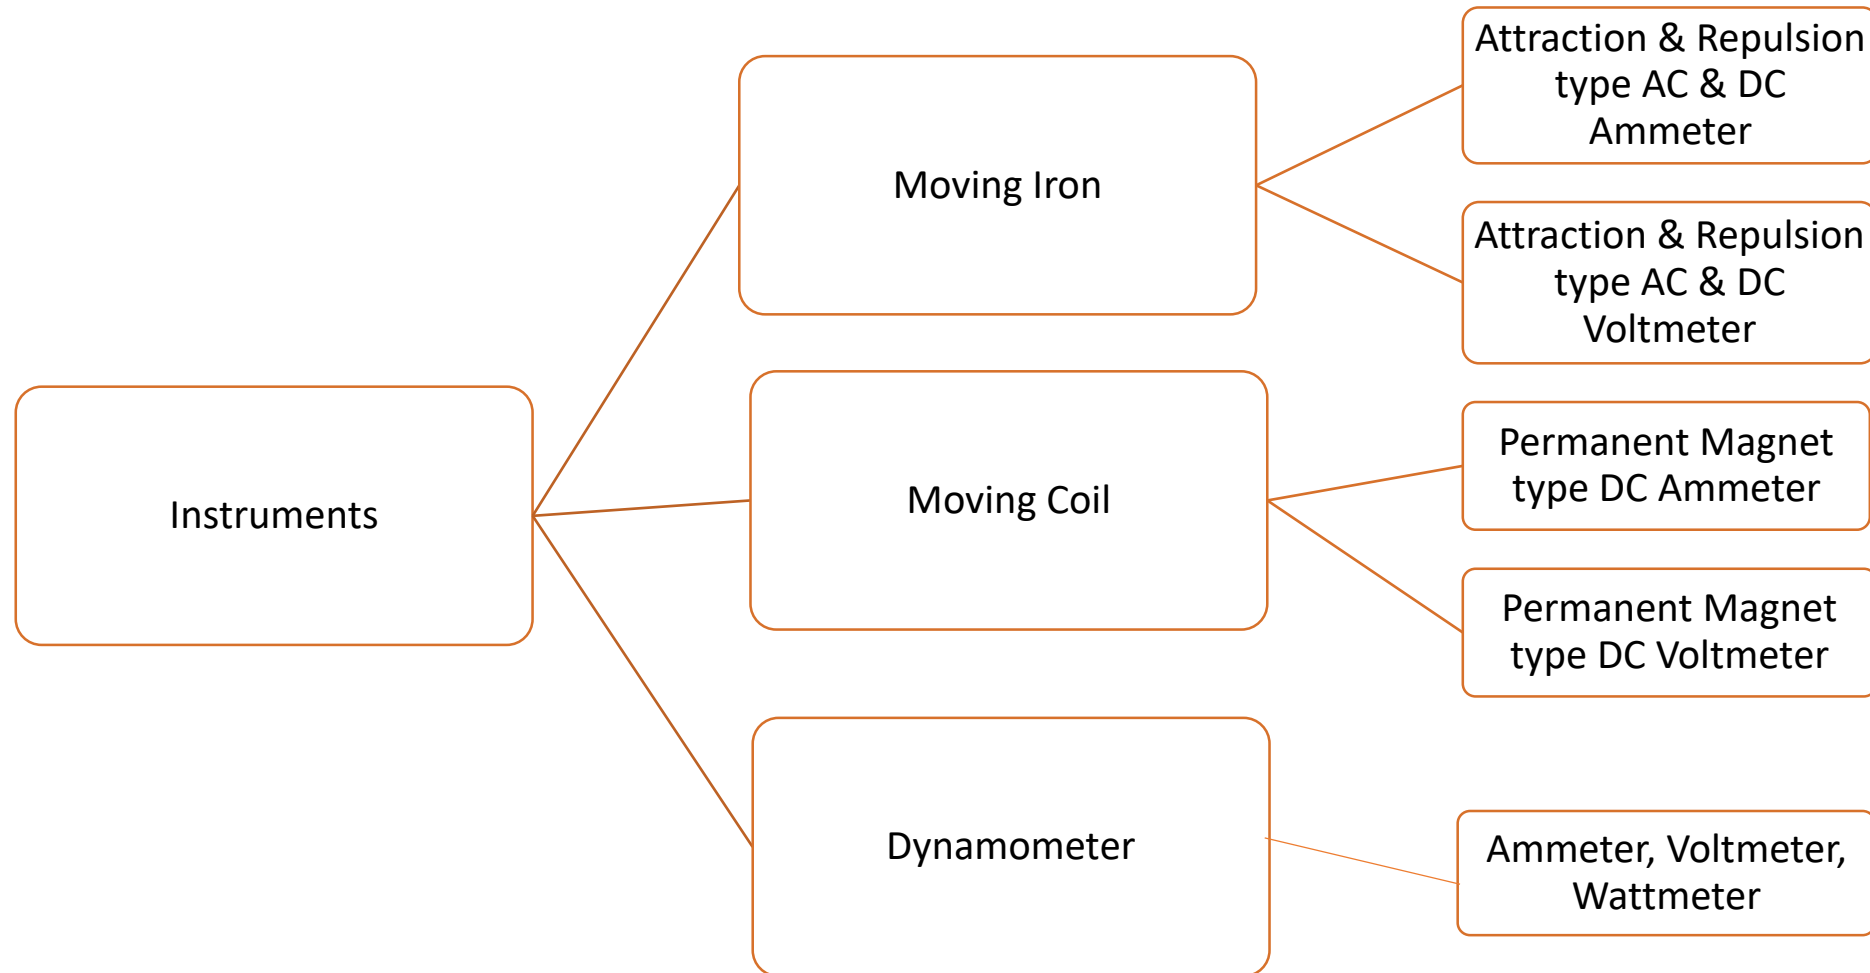 Instruments
Moving Iron
Attraction & Repulsion
type AC & DC
Ammeter
Attraction & Repulsion
type AC & DC
Voltmeter
Moving Coil
Permanent Magnet
type DC Ammeter
Permanent Magnet
type DC Voltmeter
Dynamometer
Ammeter, Voltmeter,
Wattmeter